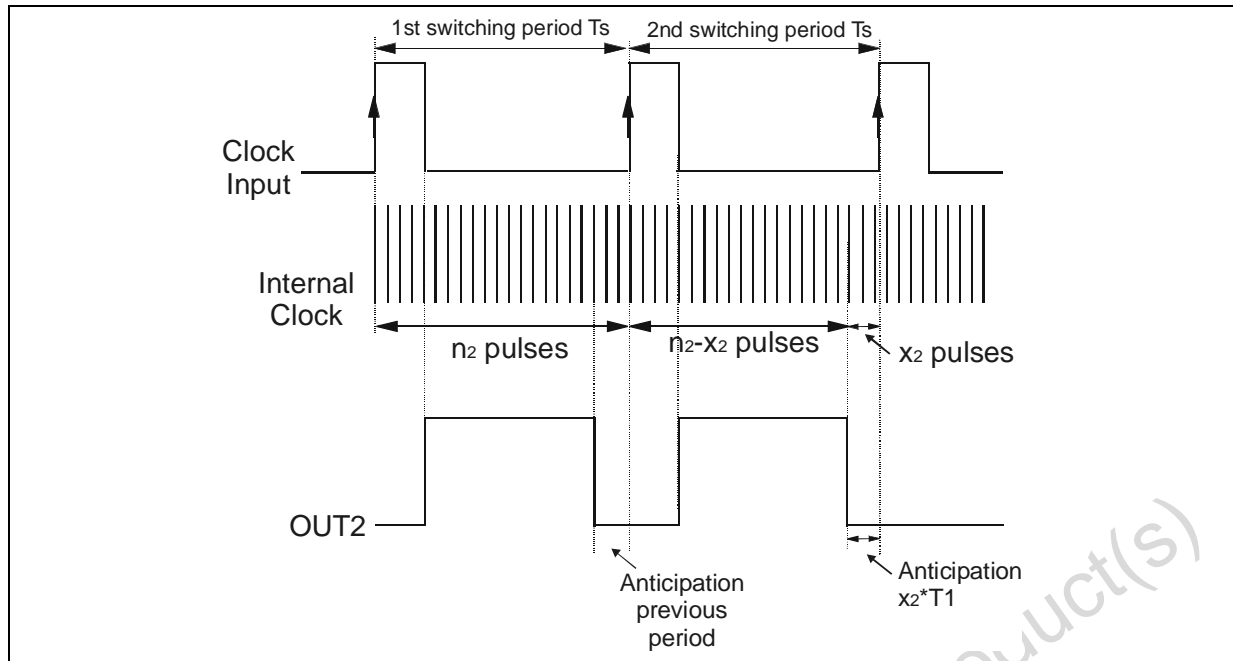 1st switching period Ts
2nd switching period Ts
Clock
Input
Internal
Clock
n2 pulses
n2-x2 pulses
x2 pulses
OUT2
Anticipation
previous
period
Anticipation
x2*T1